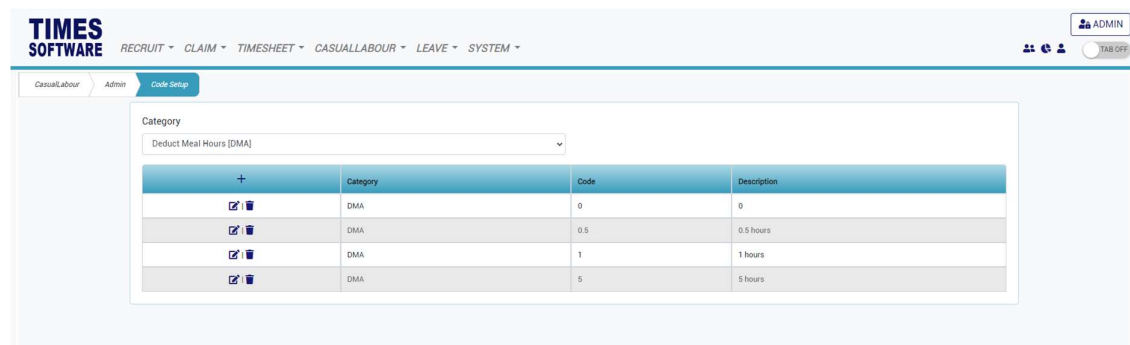 TIMES
SOFTWARE
RECRUIT CLAIM TIMESHEET CASUALLABOUR LEAVE SYSTEM
ADMIN
TAB OFF
CasualLabour Admin Code Setup
Category
Deduct Meal Hours [DMA]
+ Category Code Description
DMA 0 0
DMA 0.5 0.5 hours
DMA 1 1 hours
DMA 5 5 hours